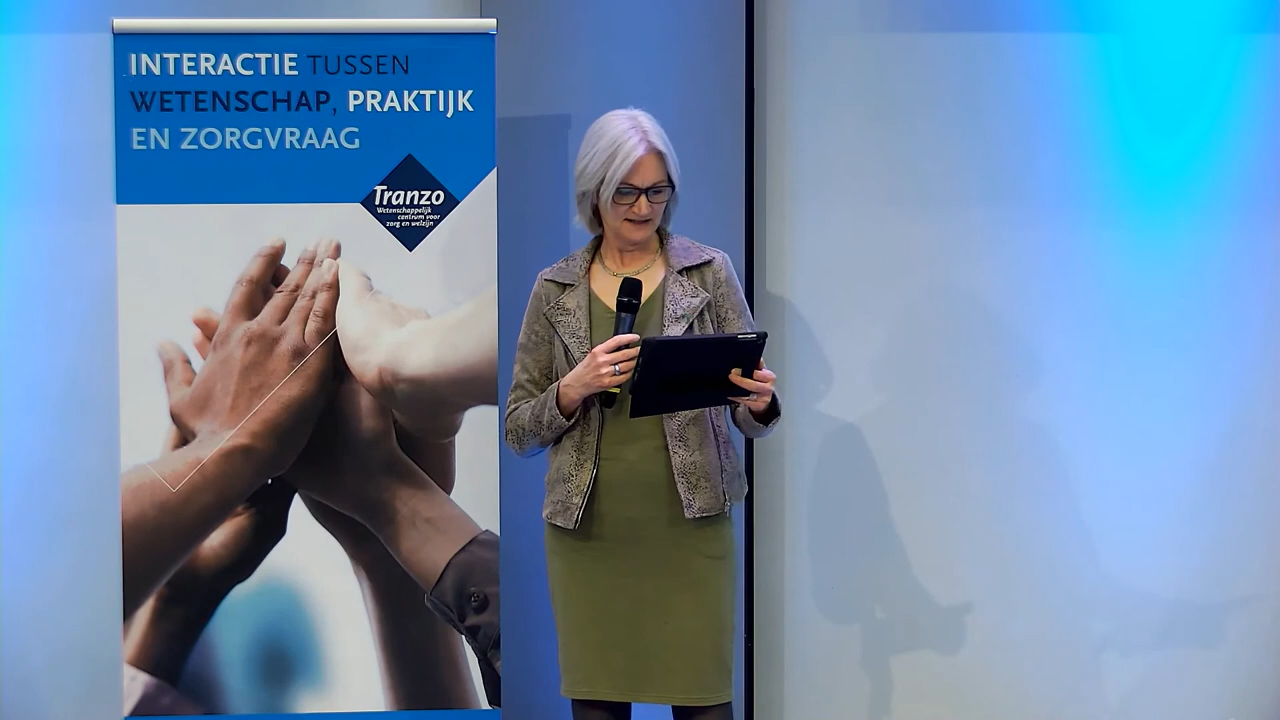 INTERACTIE TUSSEN
WETENSCHAP, PRAKTIJK
EN ZORGVRAAG
Tranzo
Wetenschappelijk
centrum voor
zorg en welzijn